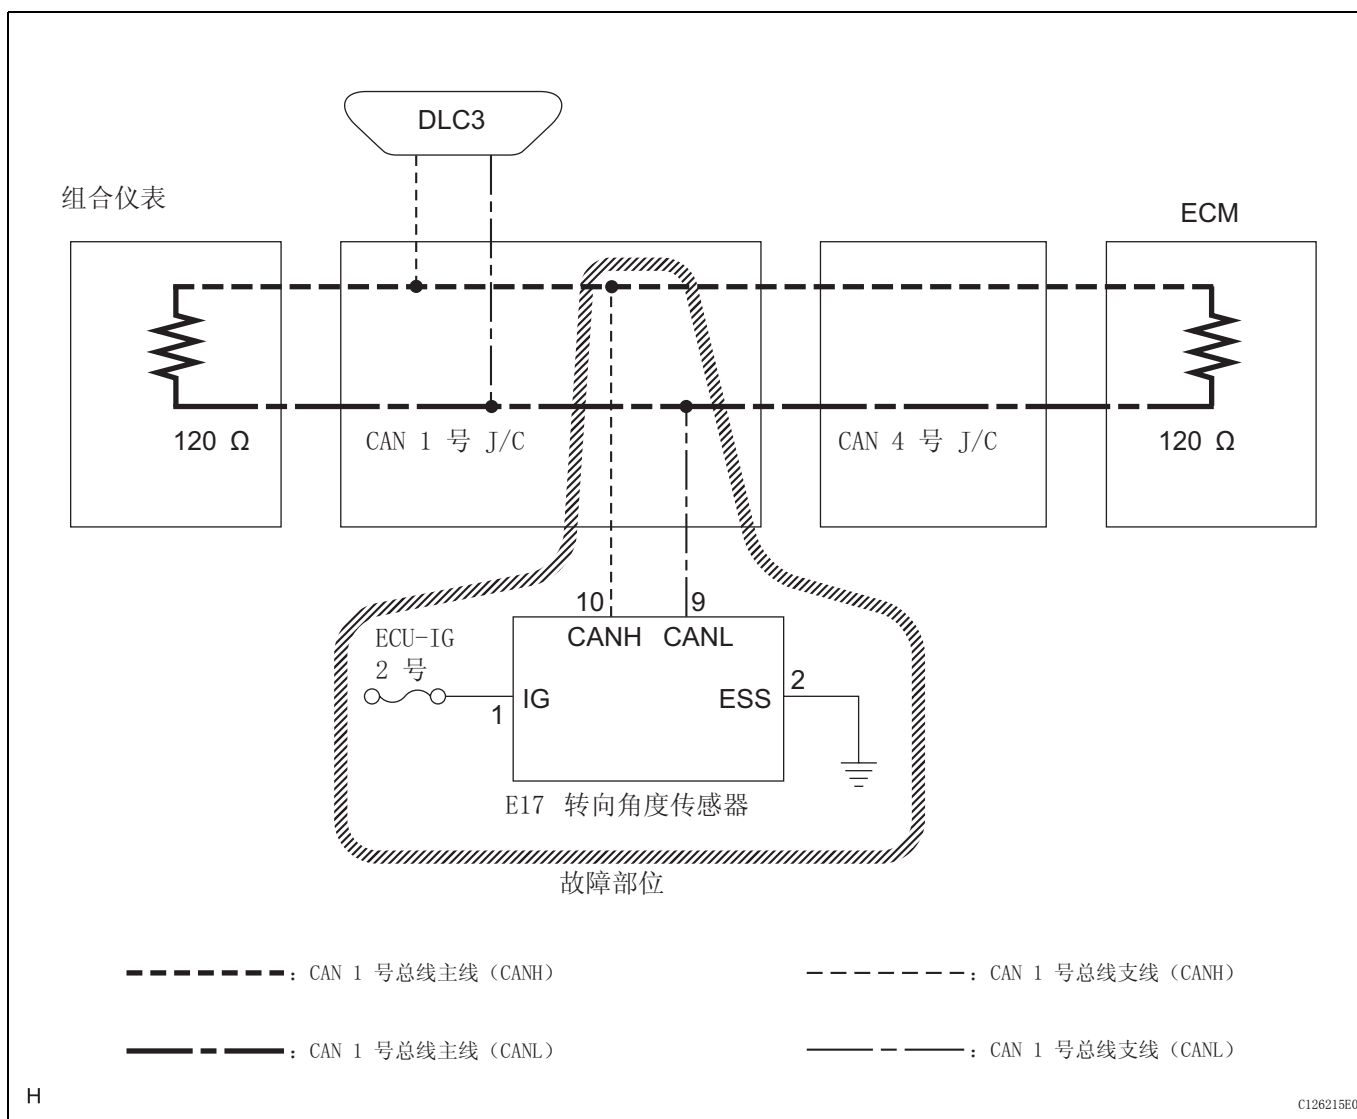 DLC3
组合仪表
ECM
120 Ω
CAN 1 号 J/C
CAN 4 号 J/C
120 Ω
10
9
CANH
CANL
ECU-IG
2 号
1
IG
ESS
2
E17 转向角度传感器
故障部位
: CAN 1 号总线主线（CANH）
: CAN 1 号总线支线（CANH）
: CAN 1 号总线主线（CANL）
: CAN 1 号总线支线（CANL）
H
C126215E0